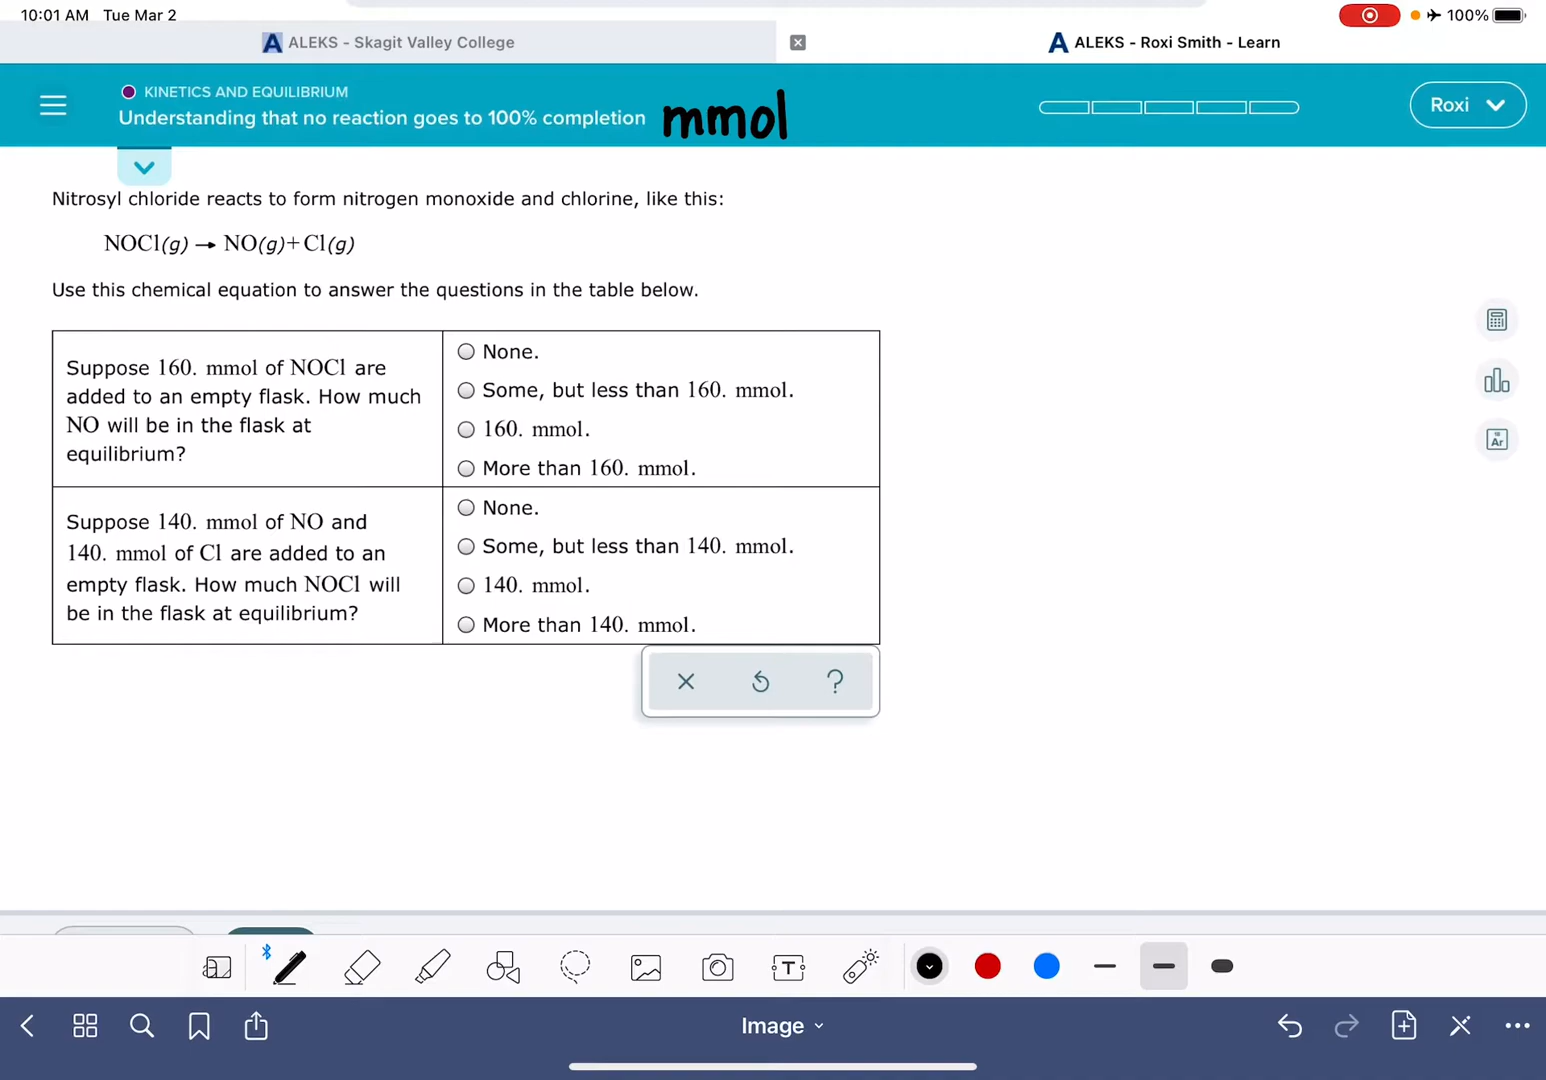 10:01 AM Tue Mar 2
100%
ALEKS - Skagit Valley College
ALEKS - Roxi Smith - Learn
KINETICS AND EQUILIBRIUM
Understanding that no reaction goes to 100% completion
mmol
Roxi
Nitrosyl chloride reacts to form nitrogen monoxide and chlorine, like this:
NOCl(g) → NO(g)+Cl(g)
Use this chemical equation to answer the questions in the table below.
Suppose 160. mmol of NOCl are
added to an empty flask. How much
NO will be in the flask at
equilibrium?
None.
Some, but less than 160. mmol.
160. mmol.
More than 160. mmol.
Suppose 140. mmol of NO and
140. mmol of Cl are added to an
empty flask. How much NOCl will
be in the flask at equilibrium?
None.
Some, but less than 140. mmol.
140. mmol.
More than 140. mmol.
?
Ar
T
Image